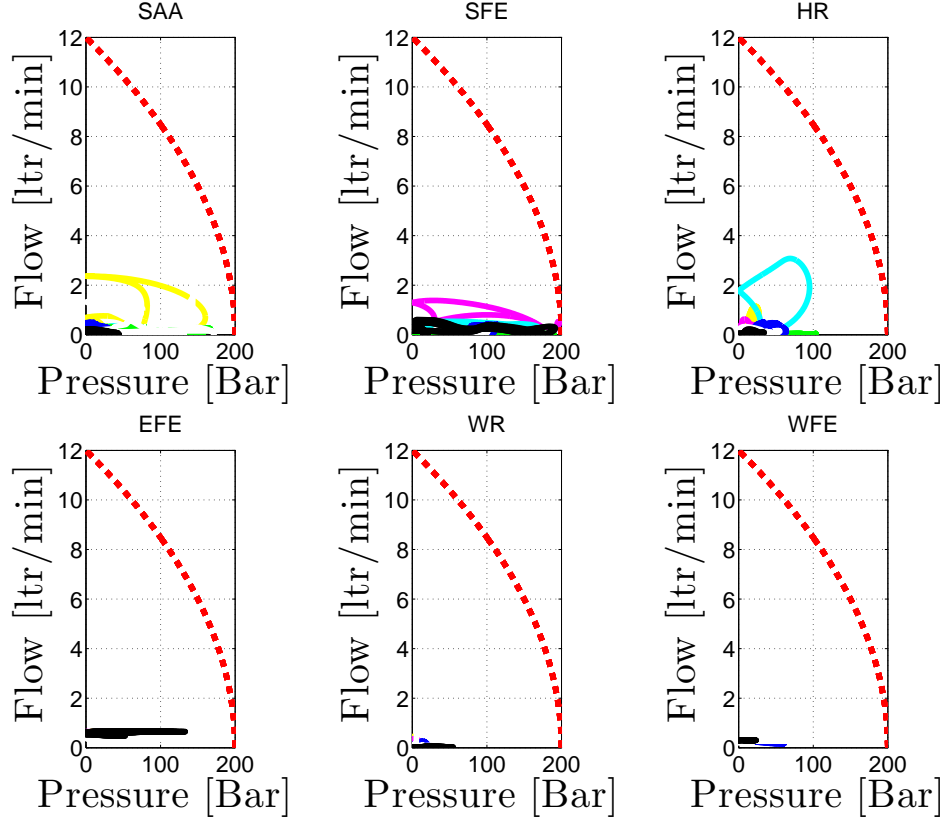 SAA SFE HR
12 12 12
10 10 10
8 8 8
6 6 6
4 4 4
2 2 2
0 0 0
Flow [ltr/min] Flow [ltr/min] Flow [ltr/min]
0 100 200 0 100 200 0 100 200
Pressure [Bar] Pressure [Bar] Pressure [Bar]
EFE WR WFE
12 12 12
10 10 10
8 8 8
6 6 6
4 4 4
2 2 2
0 0 0
Flow [ltr/min] Flow [ltr/min] Flow [ltr/min]
0 100 200 0 100 200 0 100 200
Pressure [Bar] Pressure [Bar] Pressure [Bar]